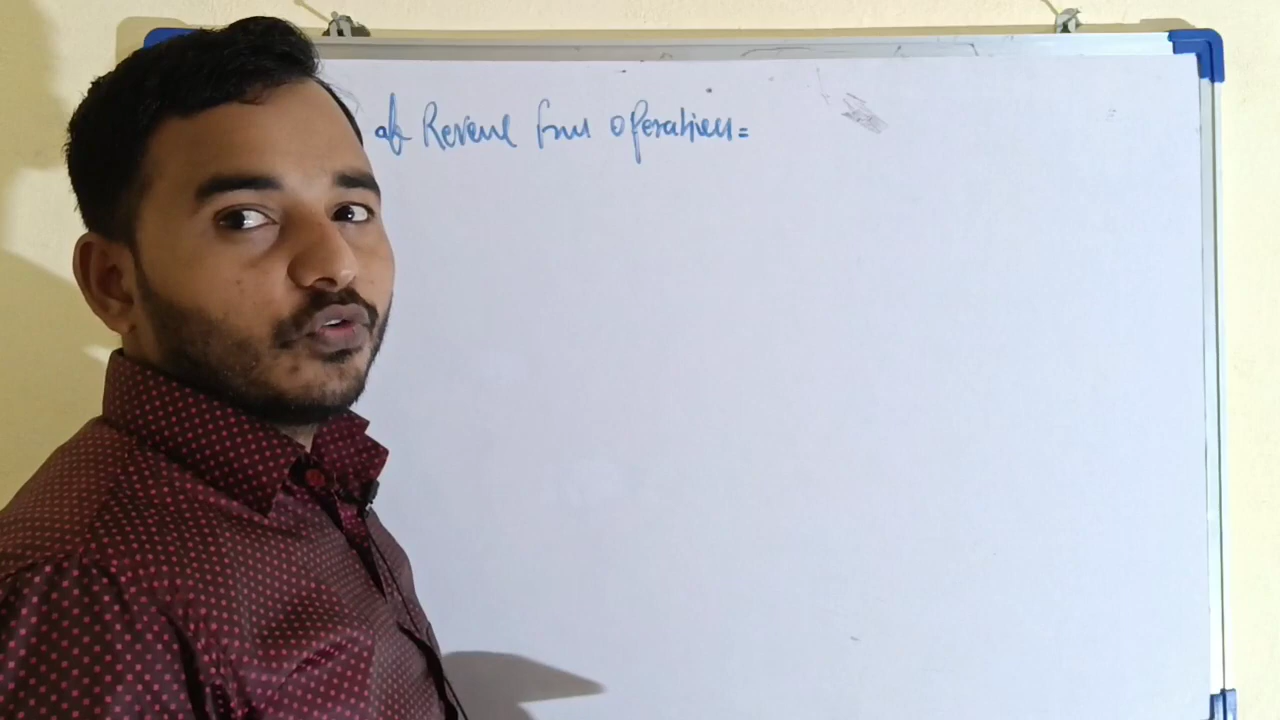 of Revenue from operations =